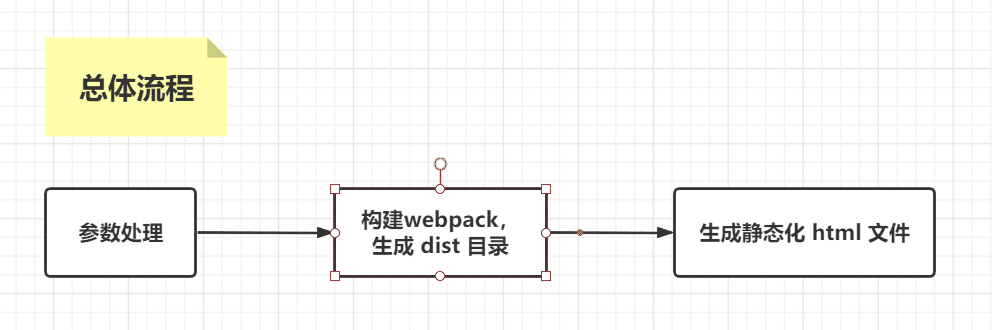 总体流程
参数处理
构建webpack，
生成 dist 目录
生成静态化 html 文件